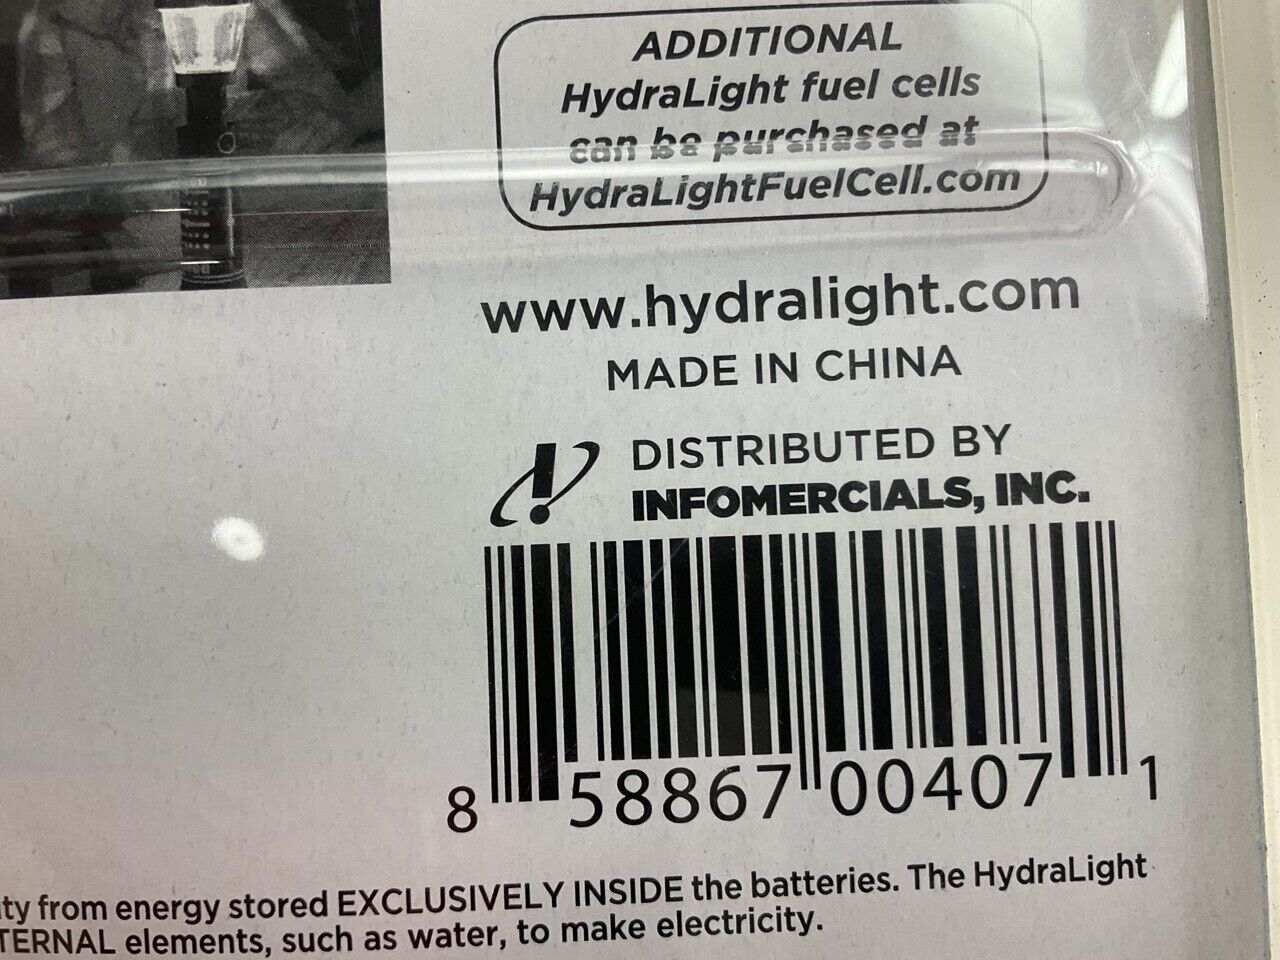 ADDITIONAL
HydraLight fuel cells
can be purchased at
HydraLightFuelCell.com
www.hydralight.com
MADE IN CHINA
DISTRIBUTED BY
INFOMERCIALS, INC.
8 58867 00407 1
ity from energy stored EXCLUSIVELY INSIDE the batteries. The HydraLight
TERNAL elements, such as water, to make electricity.